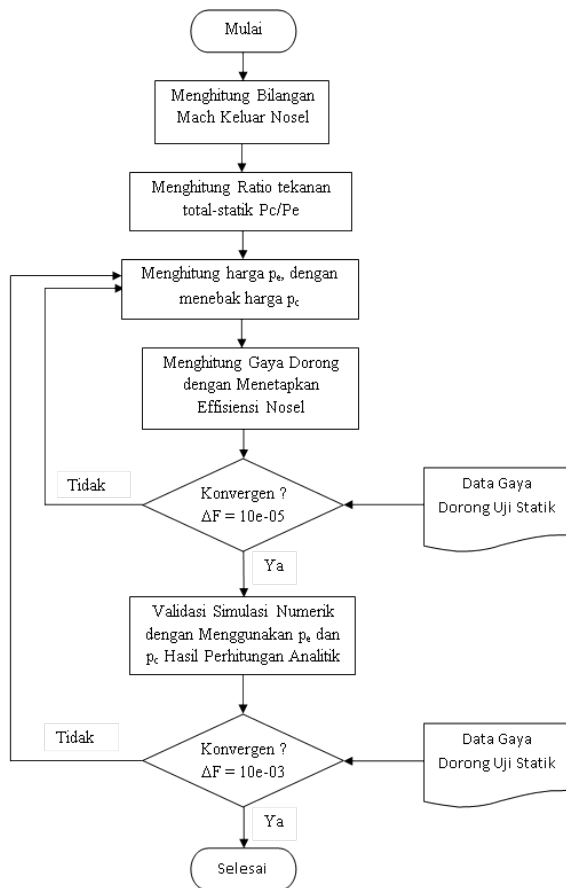 Mulai
Menghitung Bilangan
Mach Keluar Nosel
Menghitung Ratio tekanan
total-statik Pc/Pe
Menghitung harga pₑ, dengan
menebak harga p꜀
Menghitung Gaya Dorong
dengan Menetapkan
Effisiensi Nosel
Tidak
Konvergen ?
ΔF = 10e-05
Data Gaya
Dorong Uji Statik
Ya
Validasi Simulasi Numerik
dengan Menggunakan pₑ dan
p꜀ Hasil Perhitungan Analitik
Tidak
Konvergen ?
ΔF = 10e-03
Data Gaya
Dorong Uji Statik
Ya
Selesai